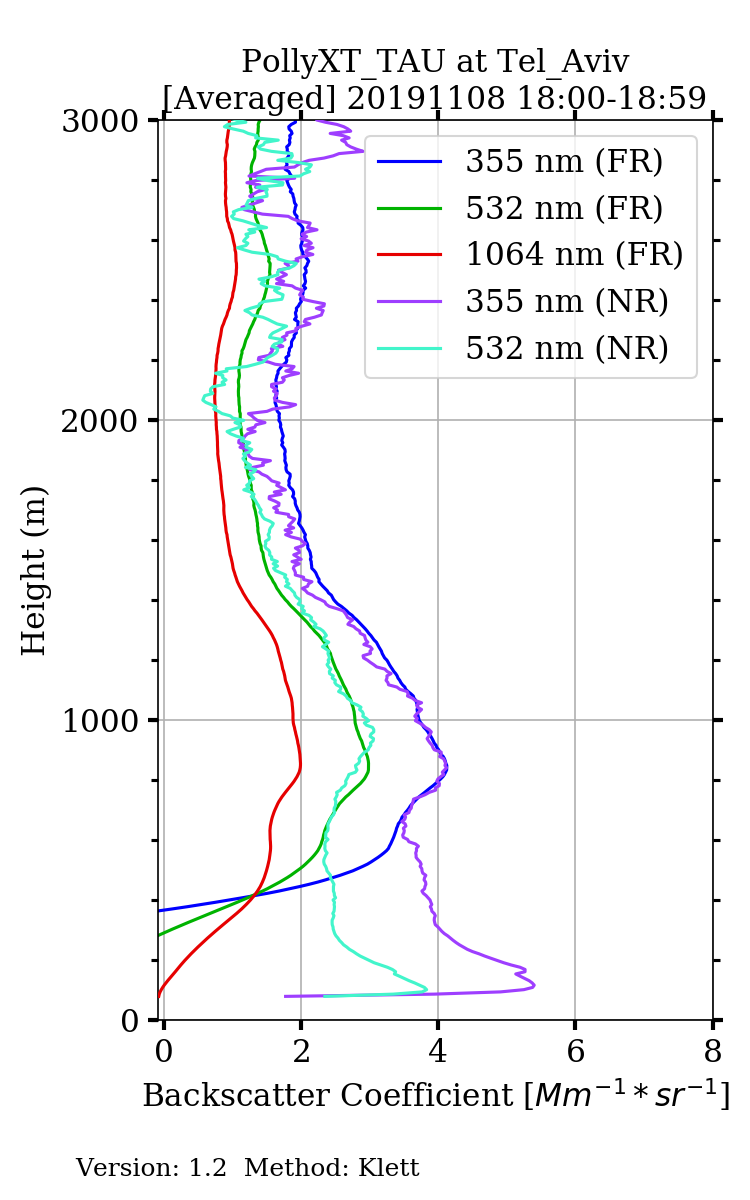 PollyXT_TAU at Tel_Aviv
[Averaged] 20191108 18:00-18:59
3000
2000
1000
0
Height (m)
355 nm (FR)
532 nm (FR)
1064 nm (FR)
355 nm (NR)
532 nm (NR)
0 2 4 6 8
Backscatter Coefficient [Mm⁻¹ * sr⁻¹]
Version: 1.2  Method: Klett